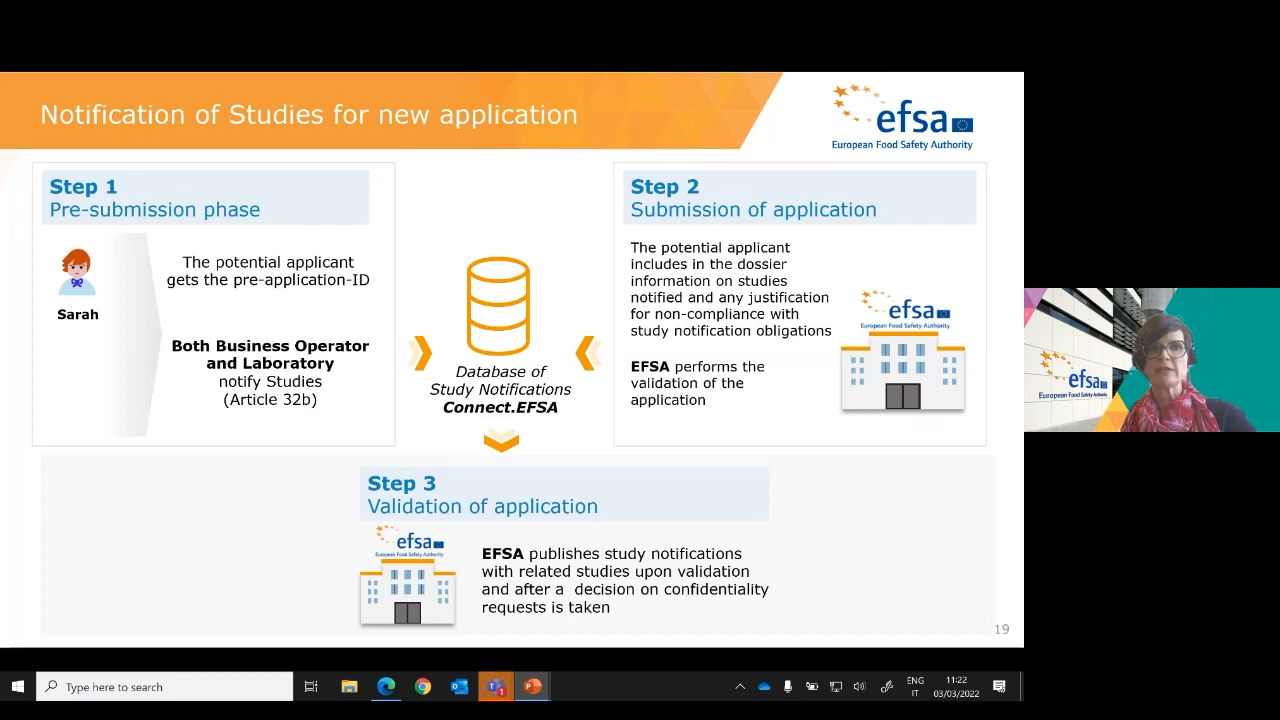 Notification of Studies for new application
efsa
European Food Safety Authority
Step 1
Pre-submission phase
Sarah
The potential applicant
gets the pre-application-ID
Both Business Operator
and Laboratory
notify Studies
(Article 32b)
Database of
Study Notifications
Connect.EFSA
Step 2
Submission of application
The potential applicant
includes in the dossier
information on studies
notified and any justification
for non-compliance with
study notification obligations
EFSA performs the
validation of the
application
efsa
European Food Safety Authority
Step 3
Validation of application
efsa
European Food Safety Authority
EFSA publishes study notifications
with related studies upon validation
and after a decision on confidentiality
requests is taken
19
efsa
European Food Safety Authority
Type here to search
1
ENG
IT
11:22
03/03/2022